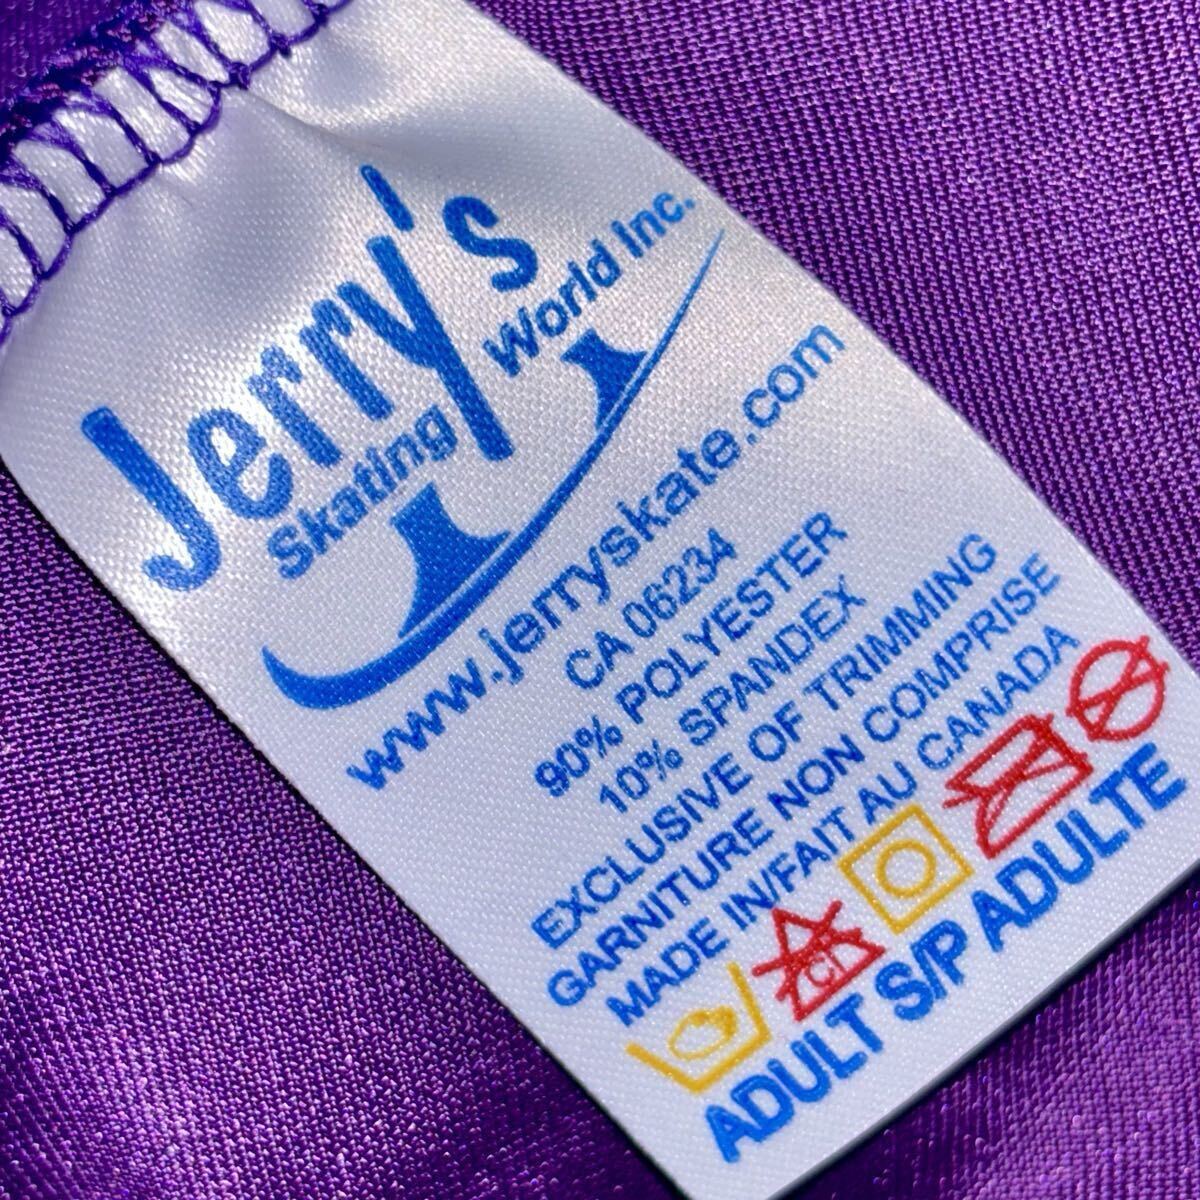 Jerry's
Skating World Inc.
www.jerryskate.com
CA 06234
90% POLYESTER
10% SPANDEX
EXCLUSIVE OF TRIMMING
GARNITURE NON COMPRISE
MADE IN/FAIT AU CANADA
CL
ADULT S/P ADULTE